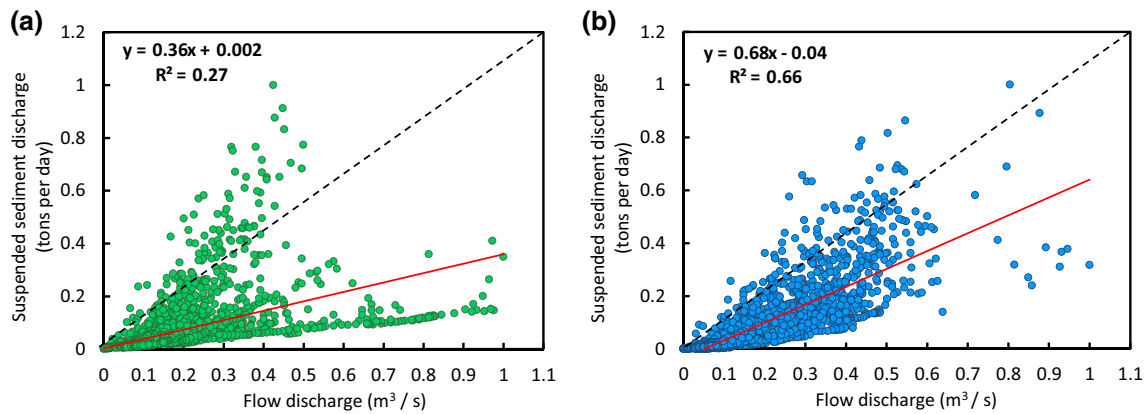 (a)
y = 0.36x + 0.002
R² = 0.27
Suspended sediment discharge
(tons per day)
1.2
1
0.8
0.6
0.4
0.2
0
0 0.1 0.2 0.3 0.4 0.5 0.6 0.7 0.8 0.9 1 1.1
Flow discharge (m³ / s)
(b)
y = 0.68x - 0.04
R² = 0.66
Suspended sediment discharge
(tons per day)
1.2
1
0.8
0.6
0.4
0.2
0
0 0.1 0.2 0.3 0.4 0.5 0.6 0.7 0.8 0.9 1 1.1
Flow discharge (m³ / s)